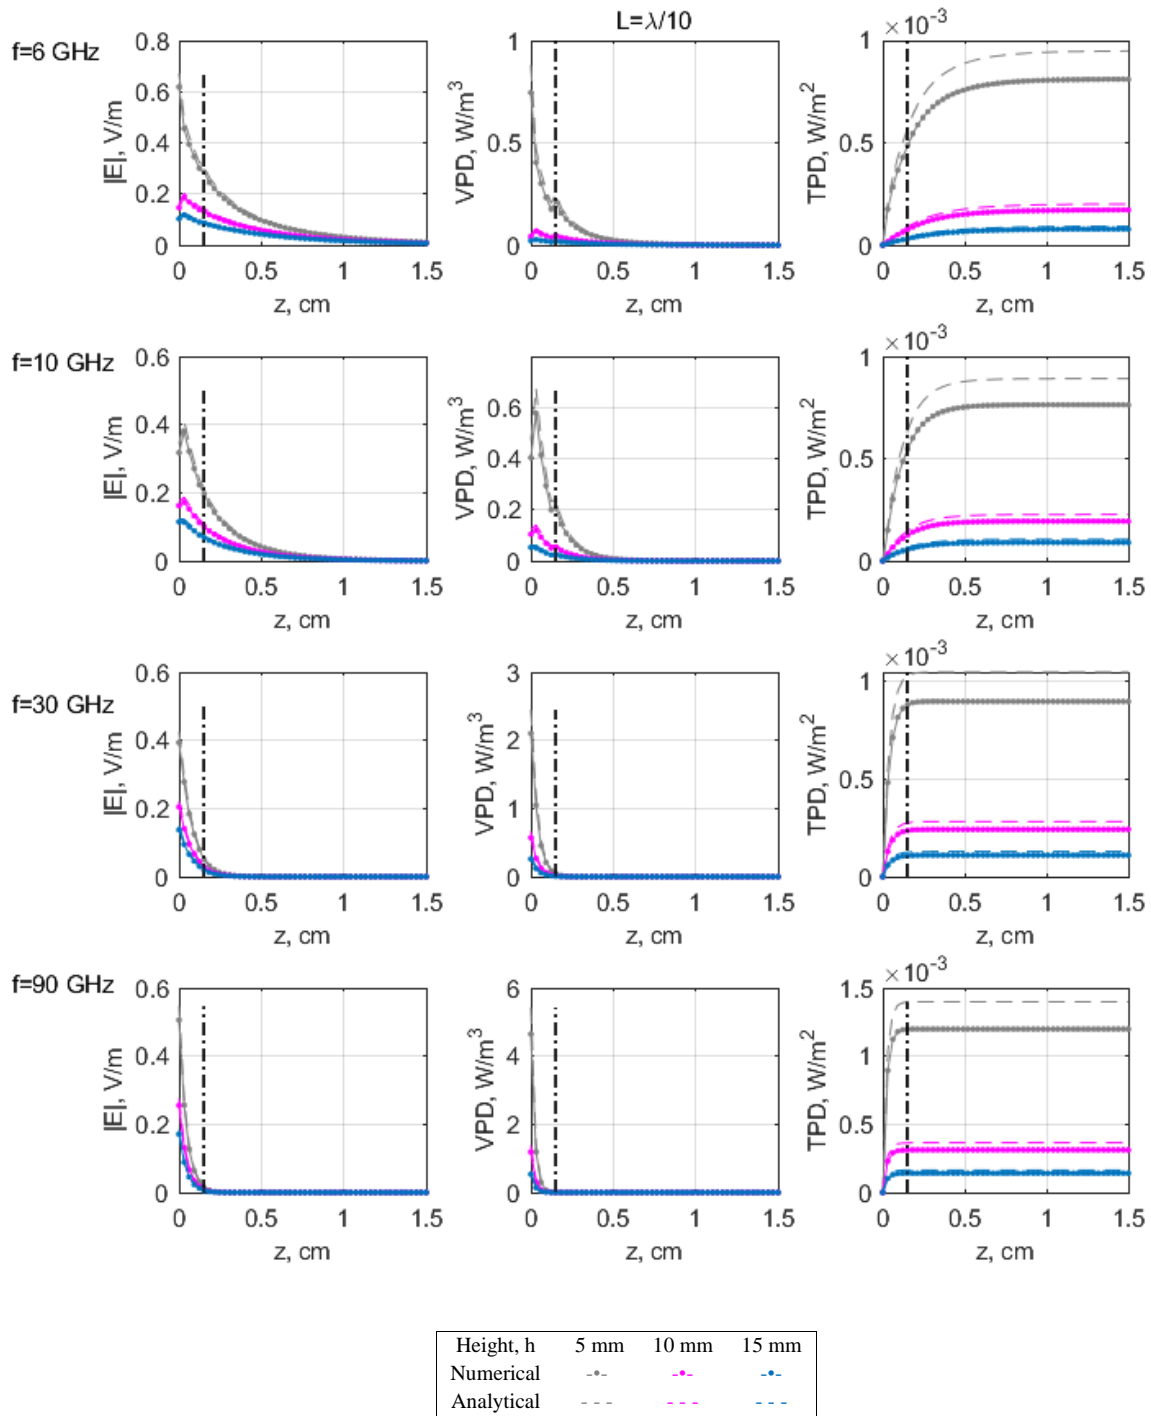 L=λ/10
f=6 GHz
0.8
0.6
0.4
0.2
0
|E|, V/m
0 0.5 1 1.5
z, cm
1
0.5
0
VPD, W/m³
0 0.5 1 1.5
z, cm
×10⁻³
1
0.5
0
TPD, W/m²
0 0.5 1 1.5
z, cm
f=10 GHz
0.6
0.4
0.2
0
|E|, V/m
0 0.5 1 1.5
z, cm
0.6
0.4
0.2
0
VPD, W/m³
0 0.5 1 1.5
z, cm
×10⁻³
1
0.5
0
TPD, W/m²
0 0.5 1 1.5
z, cm
f=30 GHz
0.6
0.4
0.2
0
|E|, V/m
0 0.5 1 1.5
z, cm
3
2
1
0
VPD, W/m³
0 0.5 1 1.5
z, cm
×10⁻³
1
0.5
0
TPD, W/m²
0 0.5 1 1.5
z, cm
f=90 GHz
0.6
0.4
0.2
0
|E|, V/m
0 0.5 1 1.5
z, cm
6
4
2
0
VPD, W/m³
0 0.5 1 1.5
z, cm
×10⁻³
1.5
1
0.5
0
TPD, W/m²
0 0.5 1 1.5
z, cm
Height, h 5 mm 10 mm 15 mm
Numerical
Analytical